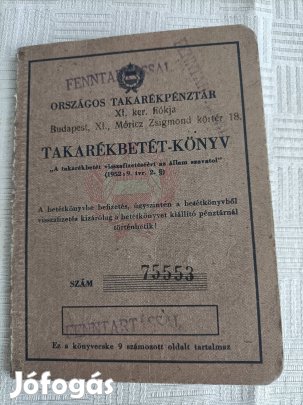 FENNTARTÁSSAL
ORSZÁGOS TAKARÉKPÉNZTÁR
XI. ker. fiókja
Budapest, XI., Móricz Zsigmond körtér 18
TAKARÉKBETÉT-KÖNYV
„A takarékbetét visszafizetéséért az állam szavatol"
(1952: 9. tvr. 2. §)
A betétkönyvbe befizetés, úgyszintén a betétkönyvből
visszafizetés kizárólag a betétkönyvet kiállító pénztárnál
történhetik!
SZÁM 75553
FENNTARTÁSSAL
Ez a könyvecske 9 számozott oldalt tartalmaz
Jófogás